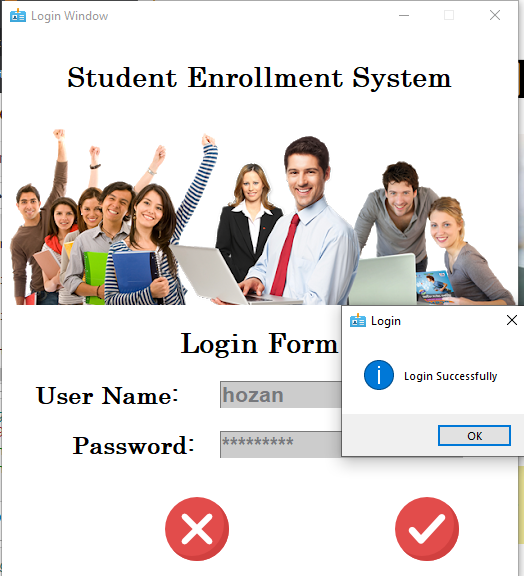 Login Window
Student Enrollment System
Login Form
User Name:
hozan
Password:
*********
Login
Login Successfully
OK